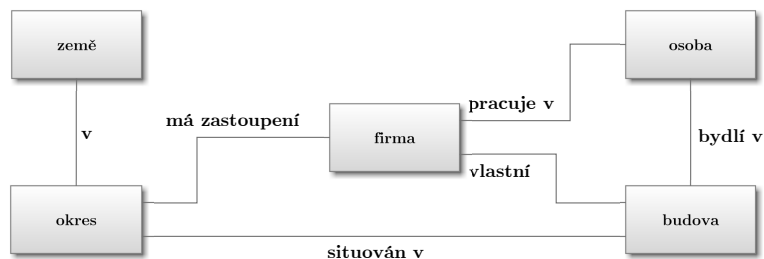 země
osoba
pracuje v
má zastoupení
v
firma
bydlí v
vlastní
okres
budova
situován v